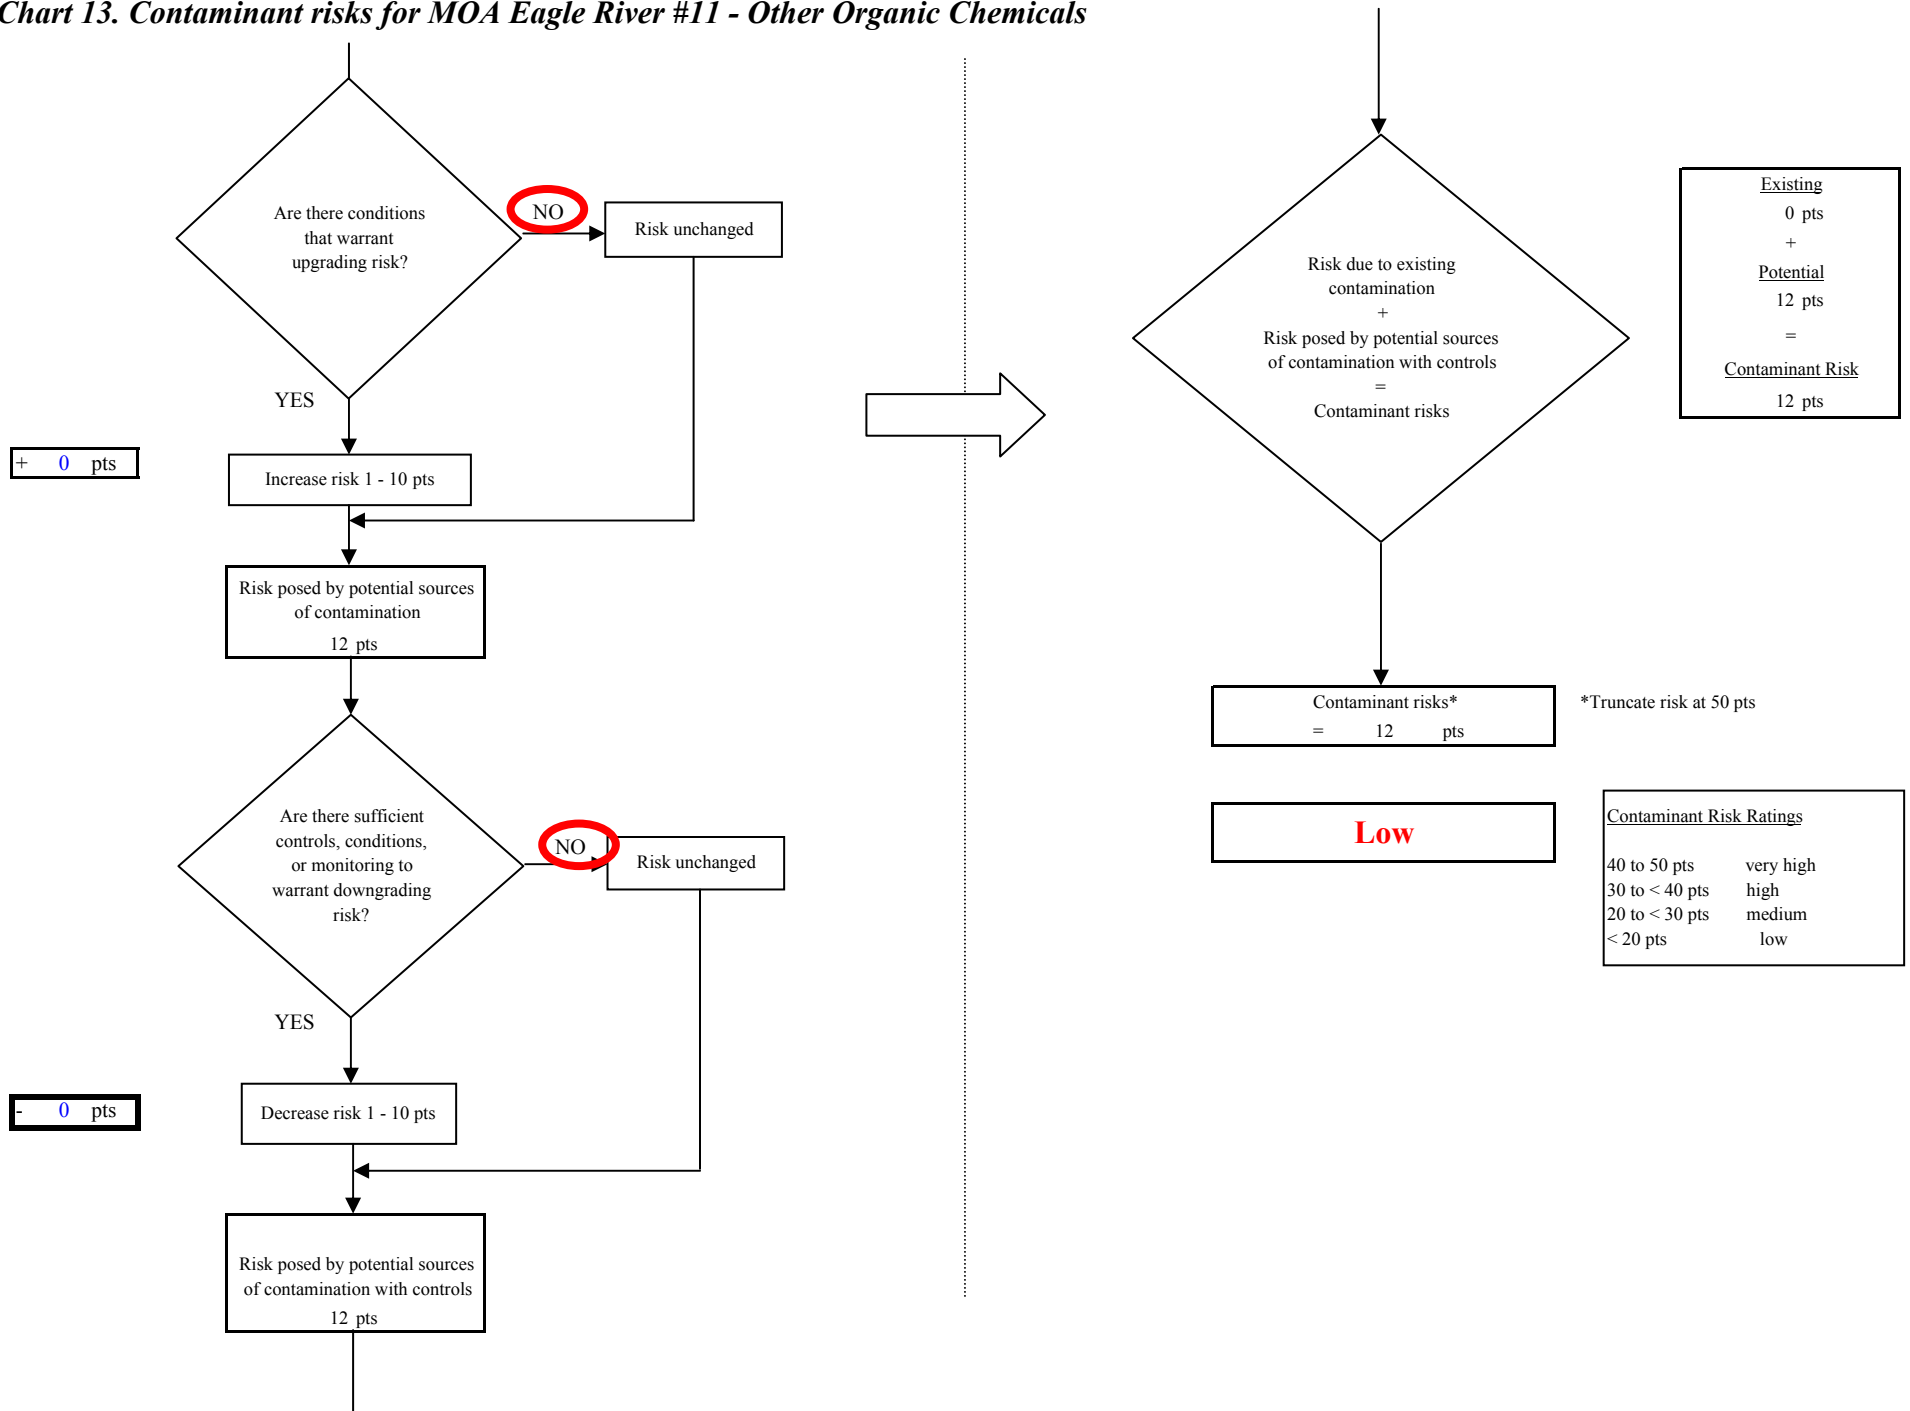 Chart 13. Contaminant risks for MOA Eagle River #11 - Other Organic Chemicals
Are there conditions
that warrant
upgrading risk?
NO
Risk unchanged
YES
+ 0 pts
Increase risk 1 - 10 pts
Risk posed by potential sources
of contamination
12 pts
Are there sufficient
controls, conditions,
or monitoring to
warrant downgrading
risk?
NO
Risk unchanged
YES
- 0 pts
Decrease risk 1 - 10 pts
Risk posed by potential sources
of contamination with controls
12 pts
Risk due to existing
contamination
+
Risk posed by potential sources
of contamination with controls
=
Contaminant risks
Existing
0 pts
+
Potential
12 pts
=
Contaminant Risk
12 pts
Contaminant risks*
= 12 pts
*Truncate risk at 50 pts
Low
Contaminant Risk Ratings
40 to 50 pts very high
30 to < 40 pts high
20 to < 30 pts medium
< 20 pts low